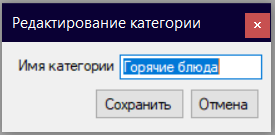 Редактирование категории
Имя категории Горячие блюда
Сохранить Отмена